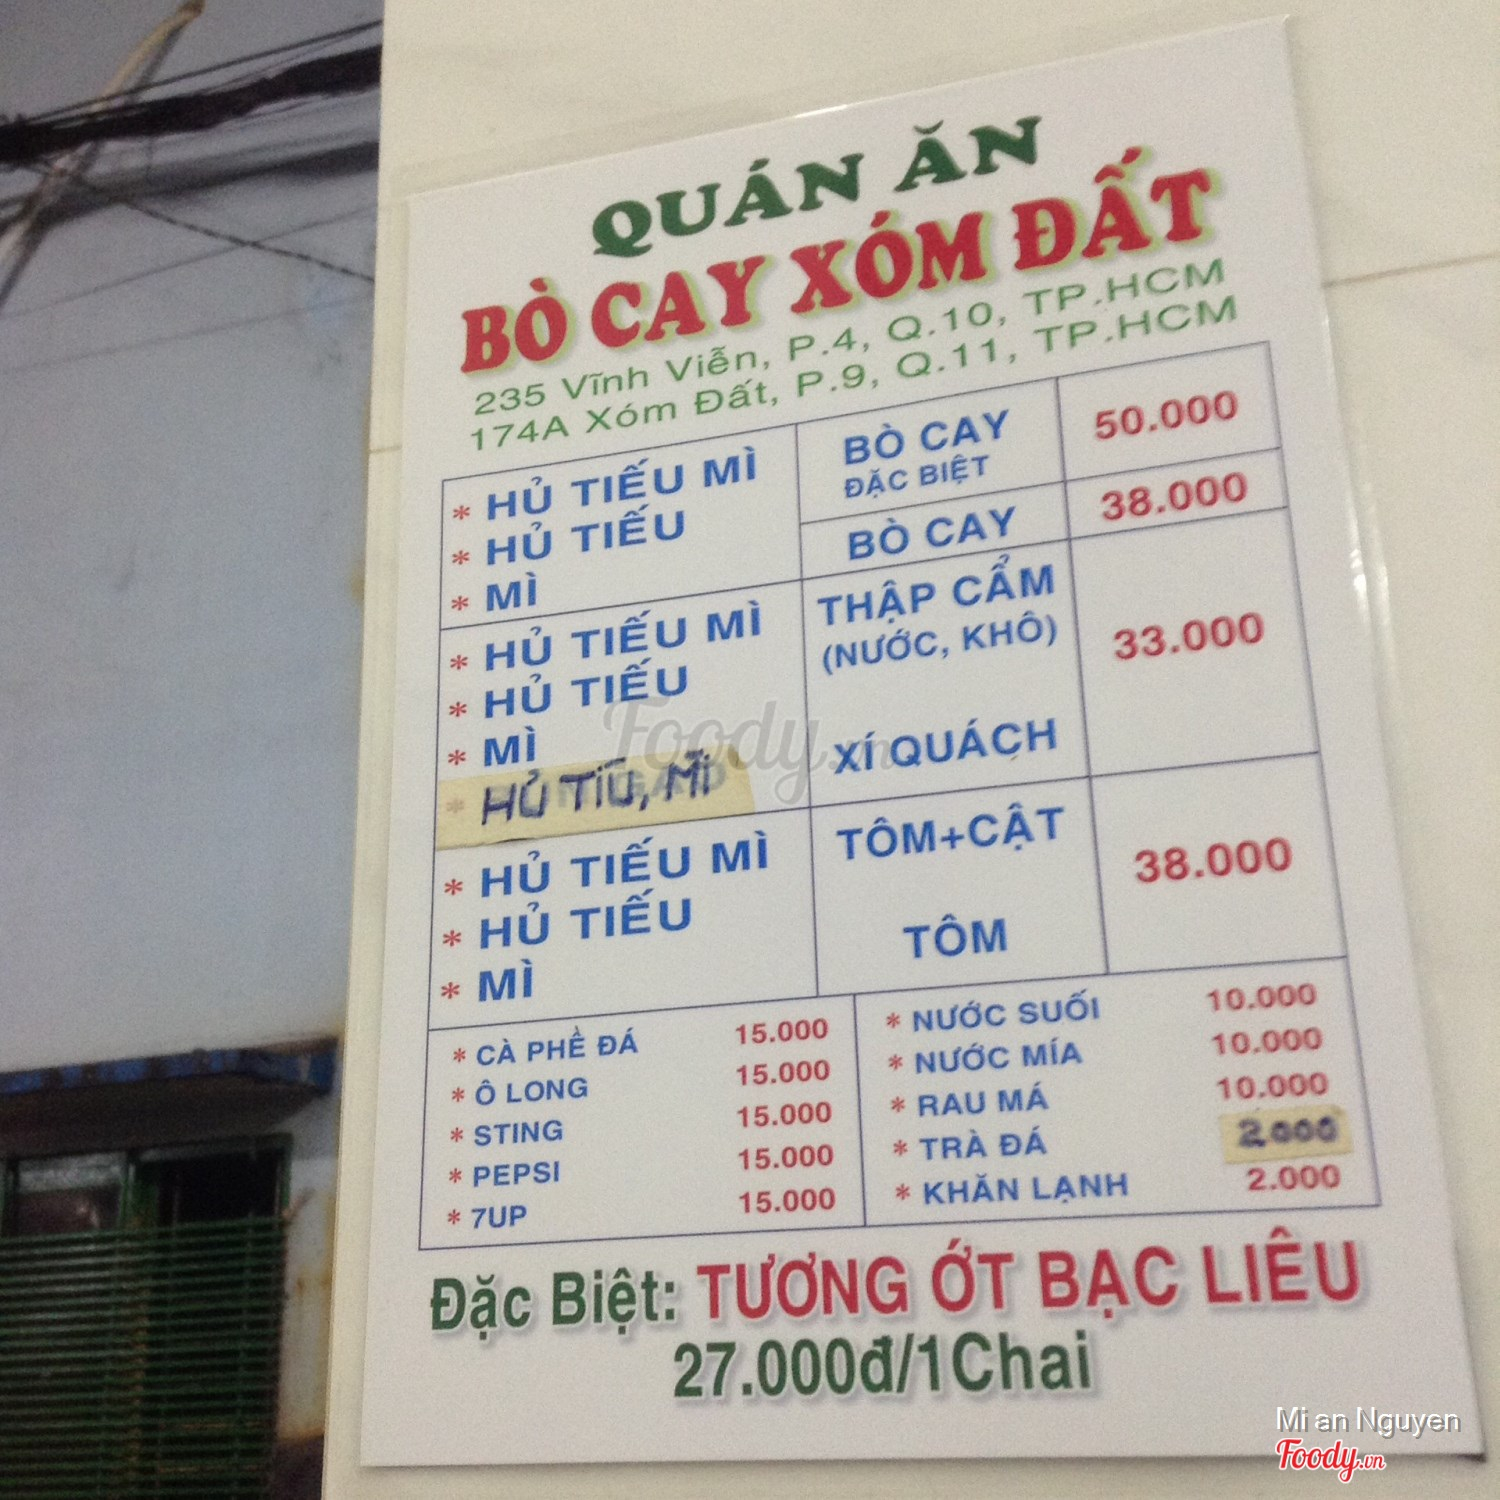 QUÁN ĂN
BÒ CAY XÓM ĐẤT
235 Vĩnh Viễn, P.4, Q.10, TP.HCM
174A Xóm Đất, P.9, Q.11, TP.HCM
* HỦ TIẾU MÌ
* HỦ TIẾU
* MÌ
BÒ CAY
ĐẶC BIỆT
50.000
BÒ CAY
38.000
* HỦ TIẾU MÌ
* HỦ TIẾU
* MÌ
* HỦ TÍU, MÌ
THẬP CẨM
(NƯỚC, KHÔ)
XÍ QUÁCH
33.000
* HỦ TIẾU MÌ
* HỦ TIẾU
* MÌ
TÔM+CẬT
TÔM
38.000
* CÀ PHÊ ĐÁ 15.000
* Ô LONG 15.000
* STING 15.000
* PEPSI 15.000
* 7UP 15.000
* NƯỚC SUỐI 10.000
* NƯỚC MÍA 10.000
* RAU MÁ 10.000
* TRÀ ĐÁ 2.000
* KHĂN LẠNH 2.000
Đặc Biệt: TƯƠNG ỚT BẠC LIÊU
27.000đ/1Chai
Foody.vn
Mi an Nguyen
Foody.vn